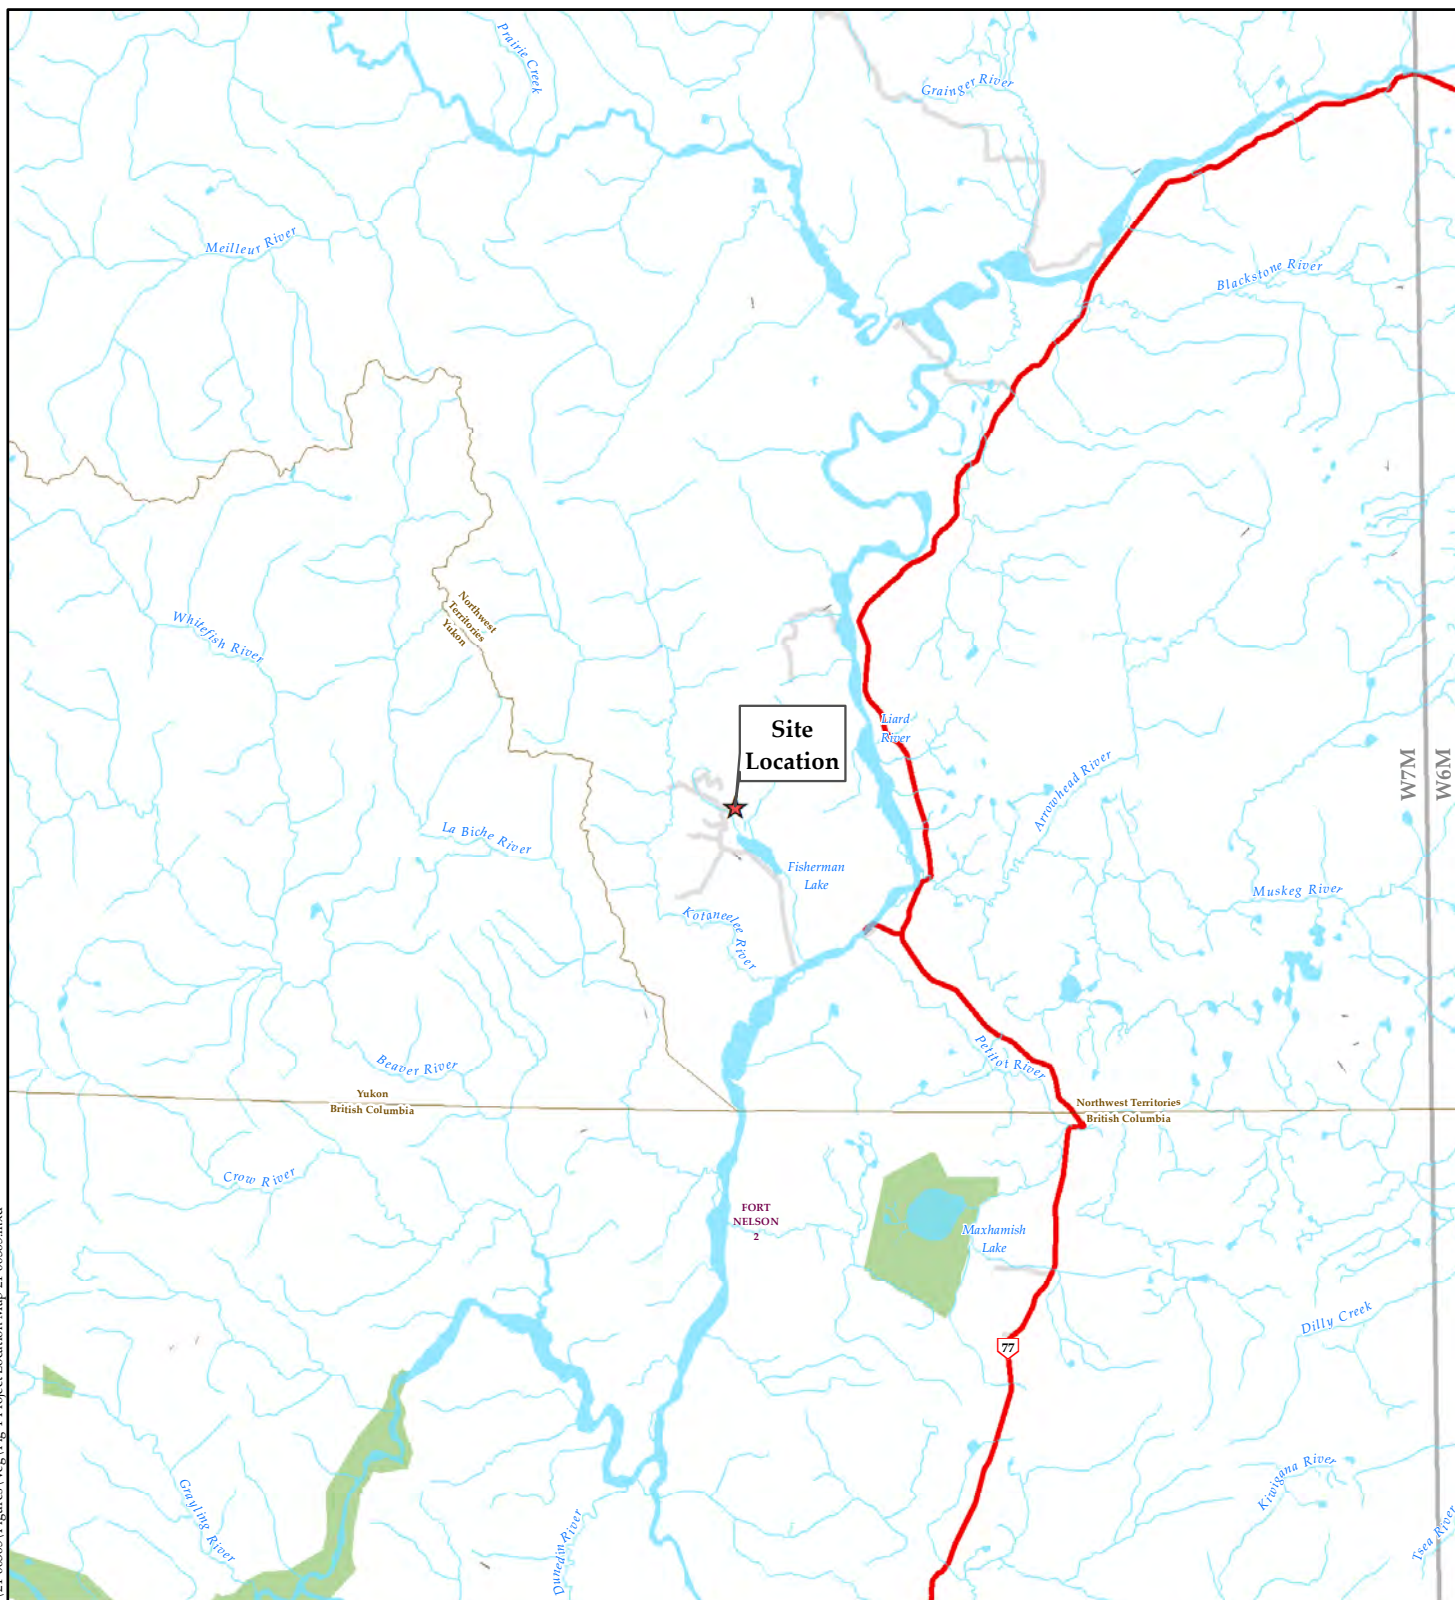 Prairie Creek
Grainger River
Meilleur River
Blackstone River
Northwest
Territories
Yukon
Whitefish River
Site
Location
Liard
River
W7M
W6M
Arrowhead River
La Biche River
Fisherman
Lake
Muskeg River
Kotaneelee River
Petitot River
Beaver River
Yukon
British Columbia
Northwest Territories
British Columbia
Crow River
FORT
NELSON
2
Maxhamish
Lake
Dilly Creek
77
Kiwigana River
Grayling River
Dunedin River
Tsea River